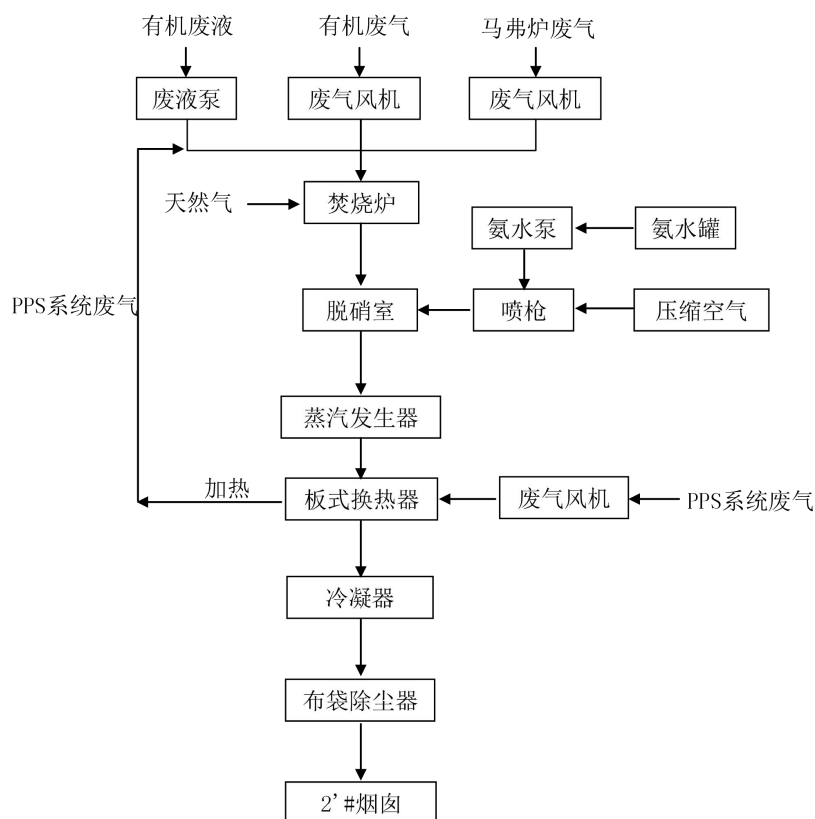 有机废液
有机废气
马弗炉废气
废液泵
废气风机
废气风机
天然气
焚烧炉
氨水泵
氨水罐
PPS系统废气
脱硝室
喷枪
压缩空气
蒸汽发生器
加热
板式换热器
废气风机
PPS系统废气
冷凝器
布袋除尘器
2'#烟囱